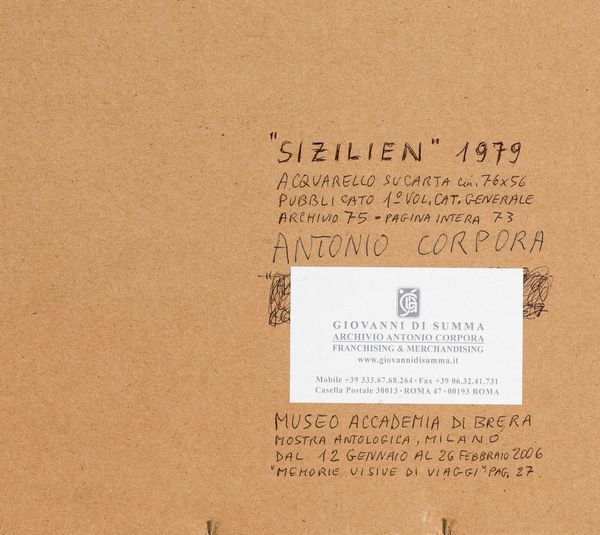 "SIZILIEN" 1979
ACQUARELLO SU CARTA cm. 76x56
PUBBLICATO 1º VOL. CAT. GENERALE
ARCHIVIO 75 - PAGINA INTERA 73
ANTONIO CORPORA
GIOVANNI DI SUMMA
ARCHIVIO ANTONIO CORPORA
FRANCHISING & MERCHANDISING
www.giovannidisumma.it
Mobile +39 333.67.68.264 · Fax +39 06.32.41.731
Casella Postale 30013 · ROMA 47 · 00193 ROMA
MUSEO ACCADEMIA DI BRERA
MOSTRA ANTOLOGICA, MILANO
DAL 12 GENNAIO AL 26 FEBBRAIO 2006
"MEMORIE VISIVE DI VIAGGI" PAG. 27.